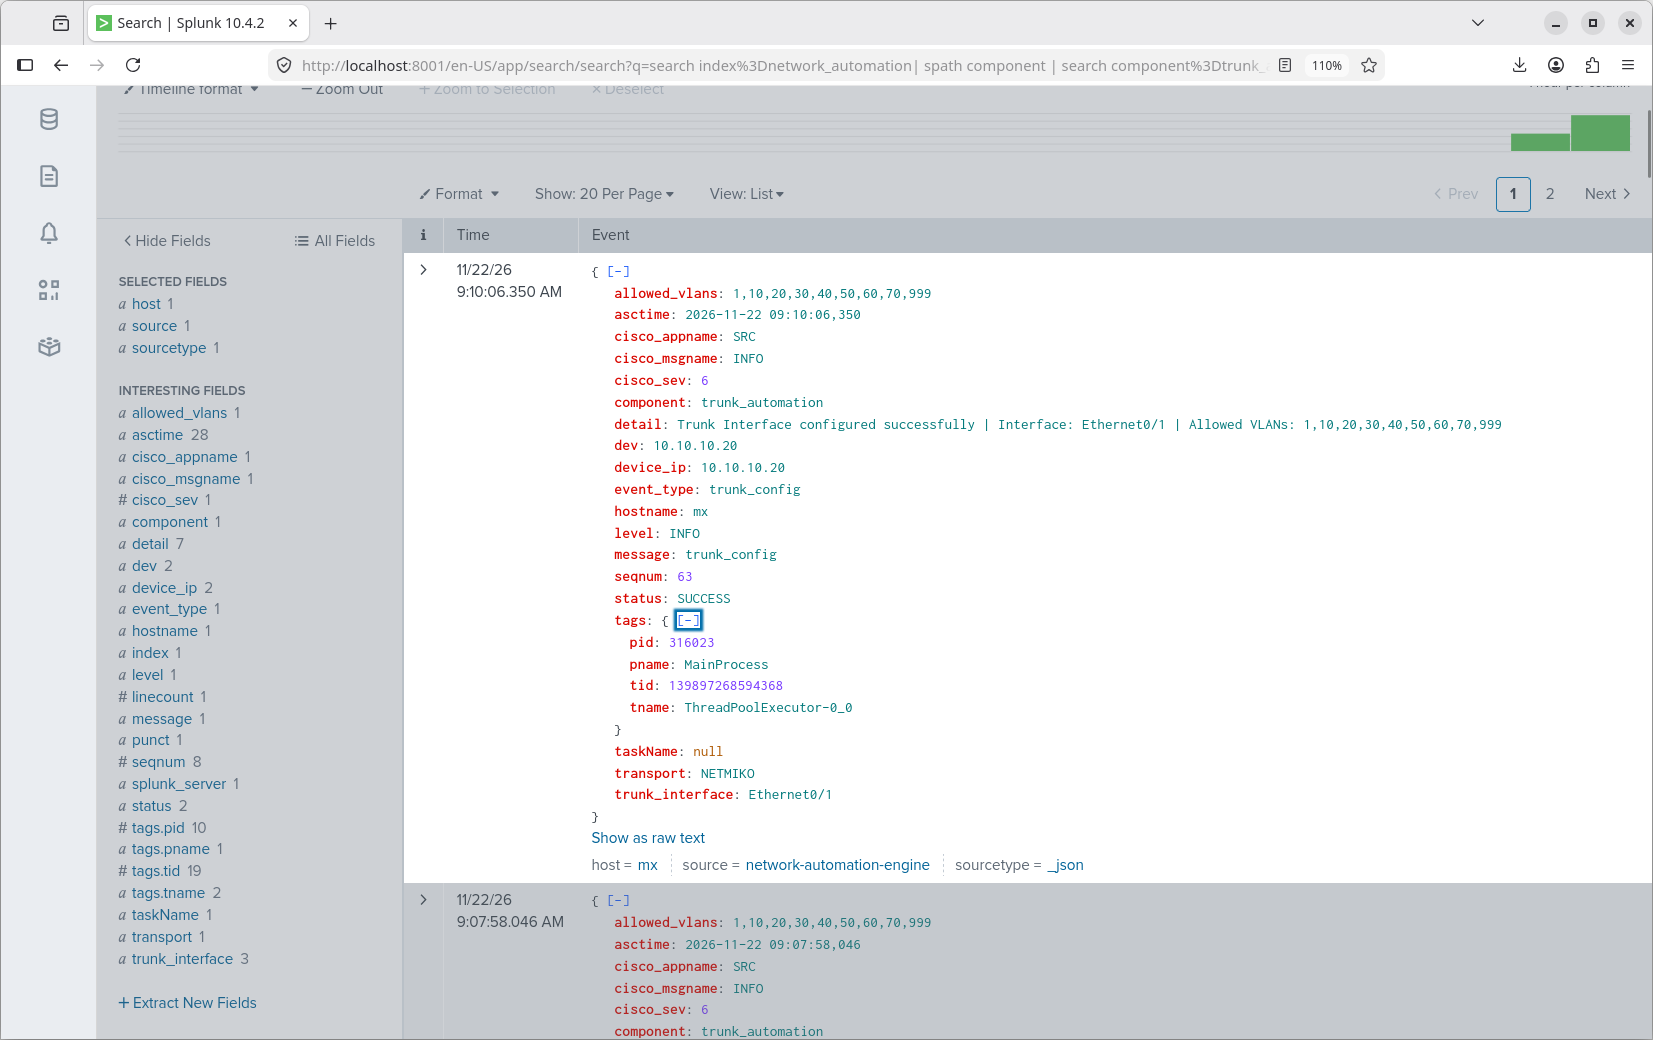 Search | Splunk 10.4.2
http://localhost:8001/en-US/app/search/search?q=search index%3Dnetwork_automation| spath component | search component%3Dtrunk_
110%
Timeline format
Zoom Out
+ Zoom to Selection
× Deselect
1 hour per column
Format
Show: 20 Per Page
View: List
Prev
1
2
Next
Hide Fields
All Fields
i
Time
Event
SELECTED FIELDS
a host 1
a source 1
a sourcetype 1
INTERESTING FIELDS
a allowed_vlans 1
a asctime 28
a cisco_appname 1
a cisco_msgname 1
# cisco_sev 1
a component 1
a detail 7
a dev 2
a device_ip 2
a event_type 1
a hostname 1
a index 1
a level 1
# linecount 1
a message 1
a punct 1
# seqnum 8
a splunk_server 1
a status 2
# tags.pid 10
a tags.pname 1
# tags.tid 19
a tags.tname 2
a taskName 1
a transport 1
a trunk_interface 3
+ Extract New Fields
11/22/26
9:10:06.350 AM
{ [-]
allowed_vlans: 1,10,20,30,40,50,60,70,999
asctime: 2026-11-22 09:10:06,350
cisco_appname: SRC
cisco_msgname: INFO
cisco_sev: 6
component: trunk_automation
detail: Trunk Interface configured successfully | Interface: Ethernet0/1 | Allowed VLANs: 1,10,20,30,40,50,60,70,999
dev: 10.10.10.20
device_ip: 10.10.10.20
event_type: trunk_config
hostname: mx
level: INFO
message: trunk_config
seqnum: 63
status: SUCCESS
tags: { [-]
pid: 316023
pname: MainProcess
tid: 139897268594368
tname: ThreadPoolExecutor-0_0
}
taskName: null
transport: NETMIKO
trunk_interface: Ethernet0/1
}
Show as raw text
host = mx
source = network-automation-engine
sourcetype = _json
11/22/26
9:07:58.046 AM
{ [-]
allowed_vlans: 1,10,20,30,40,50,60,70,999
asctime: 2026-11-22 09:07:58,046
cisco_appname: SRC
cisco_msgname: INFO
cisco_sev: 6
component: trunk_automation